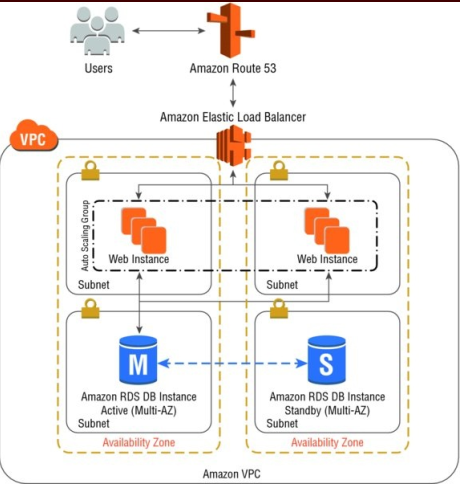 Users
Amazon Route 53
Amazon Elastic Load Balancer
VPC
Auto Scaling Group
Web Instance
Web Instance
Subnet
Subnet
M
S
Amazon RDS DB Instance
Active (Multi-AZ)
Amazon RDS DB Instance
Standby (Multi-AZ)
Subnet
Subnet
Availability Zone
Availability Zone
Amazon VPC